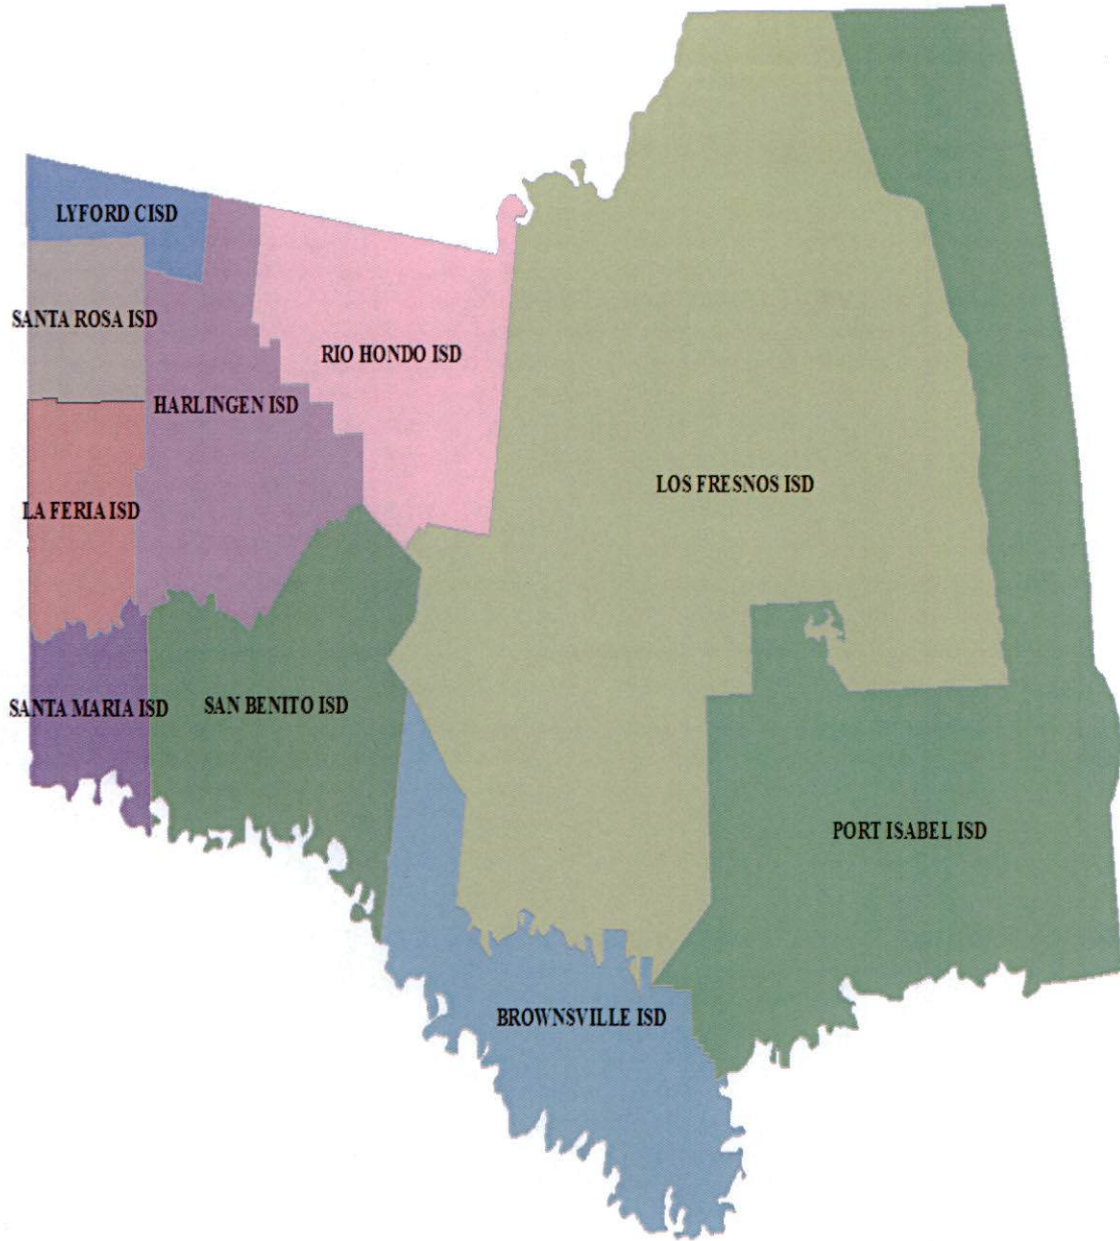 LYFORD CISD
SANTA ROSA ISD
RIO HONDO ISD
HARLINGEN ISD
LOS FRESNOS ISD
LA FERIA ISD
SANTA MARIA ISD
SAN BENITO ISD
PORT ISABEL ISD
BROWNSVILLE ISD